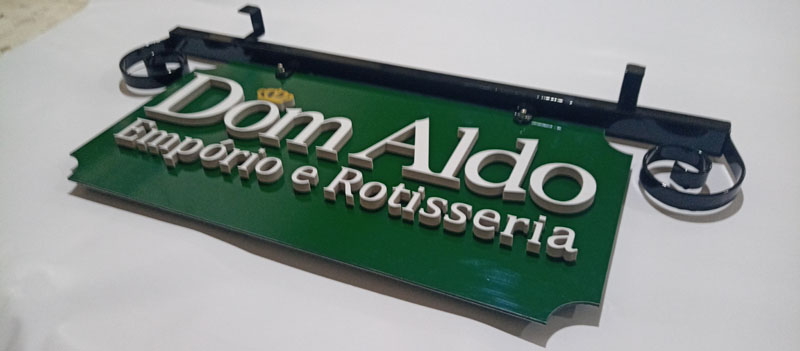 Dom Aldo
Empório e Rotisseria